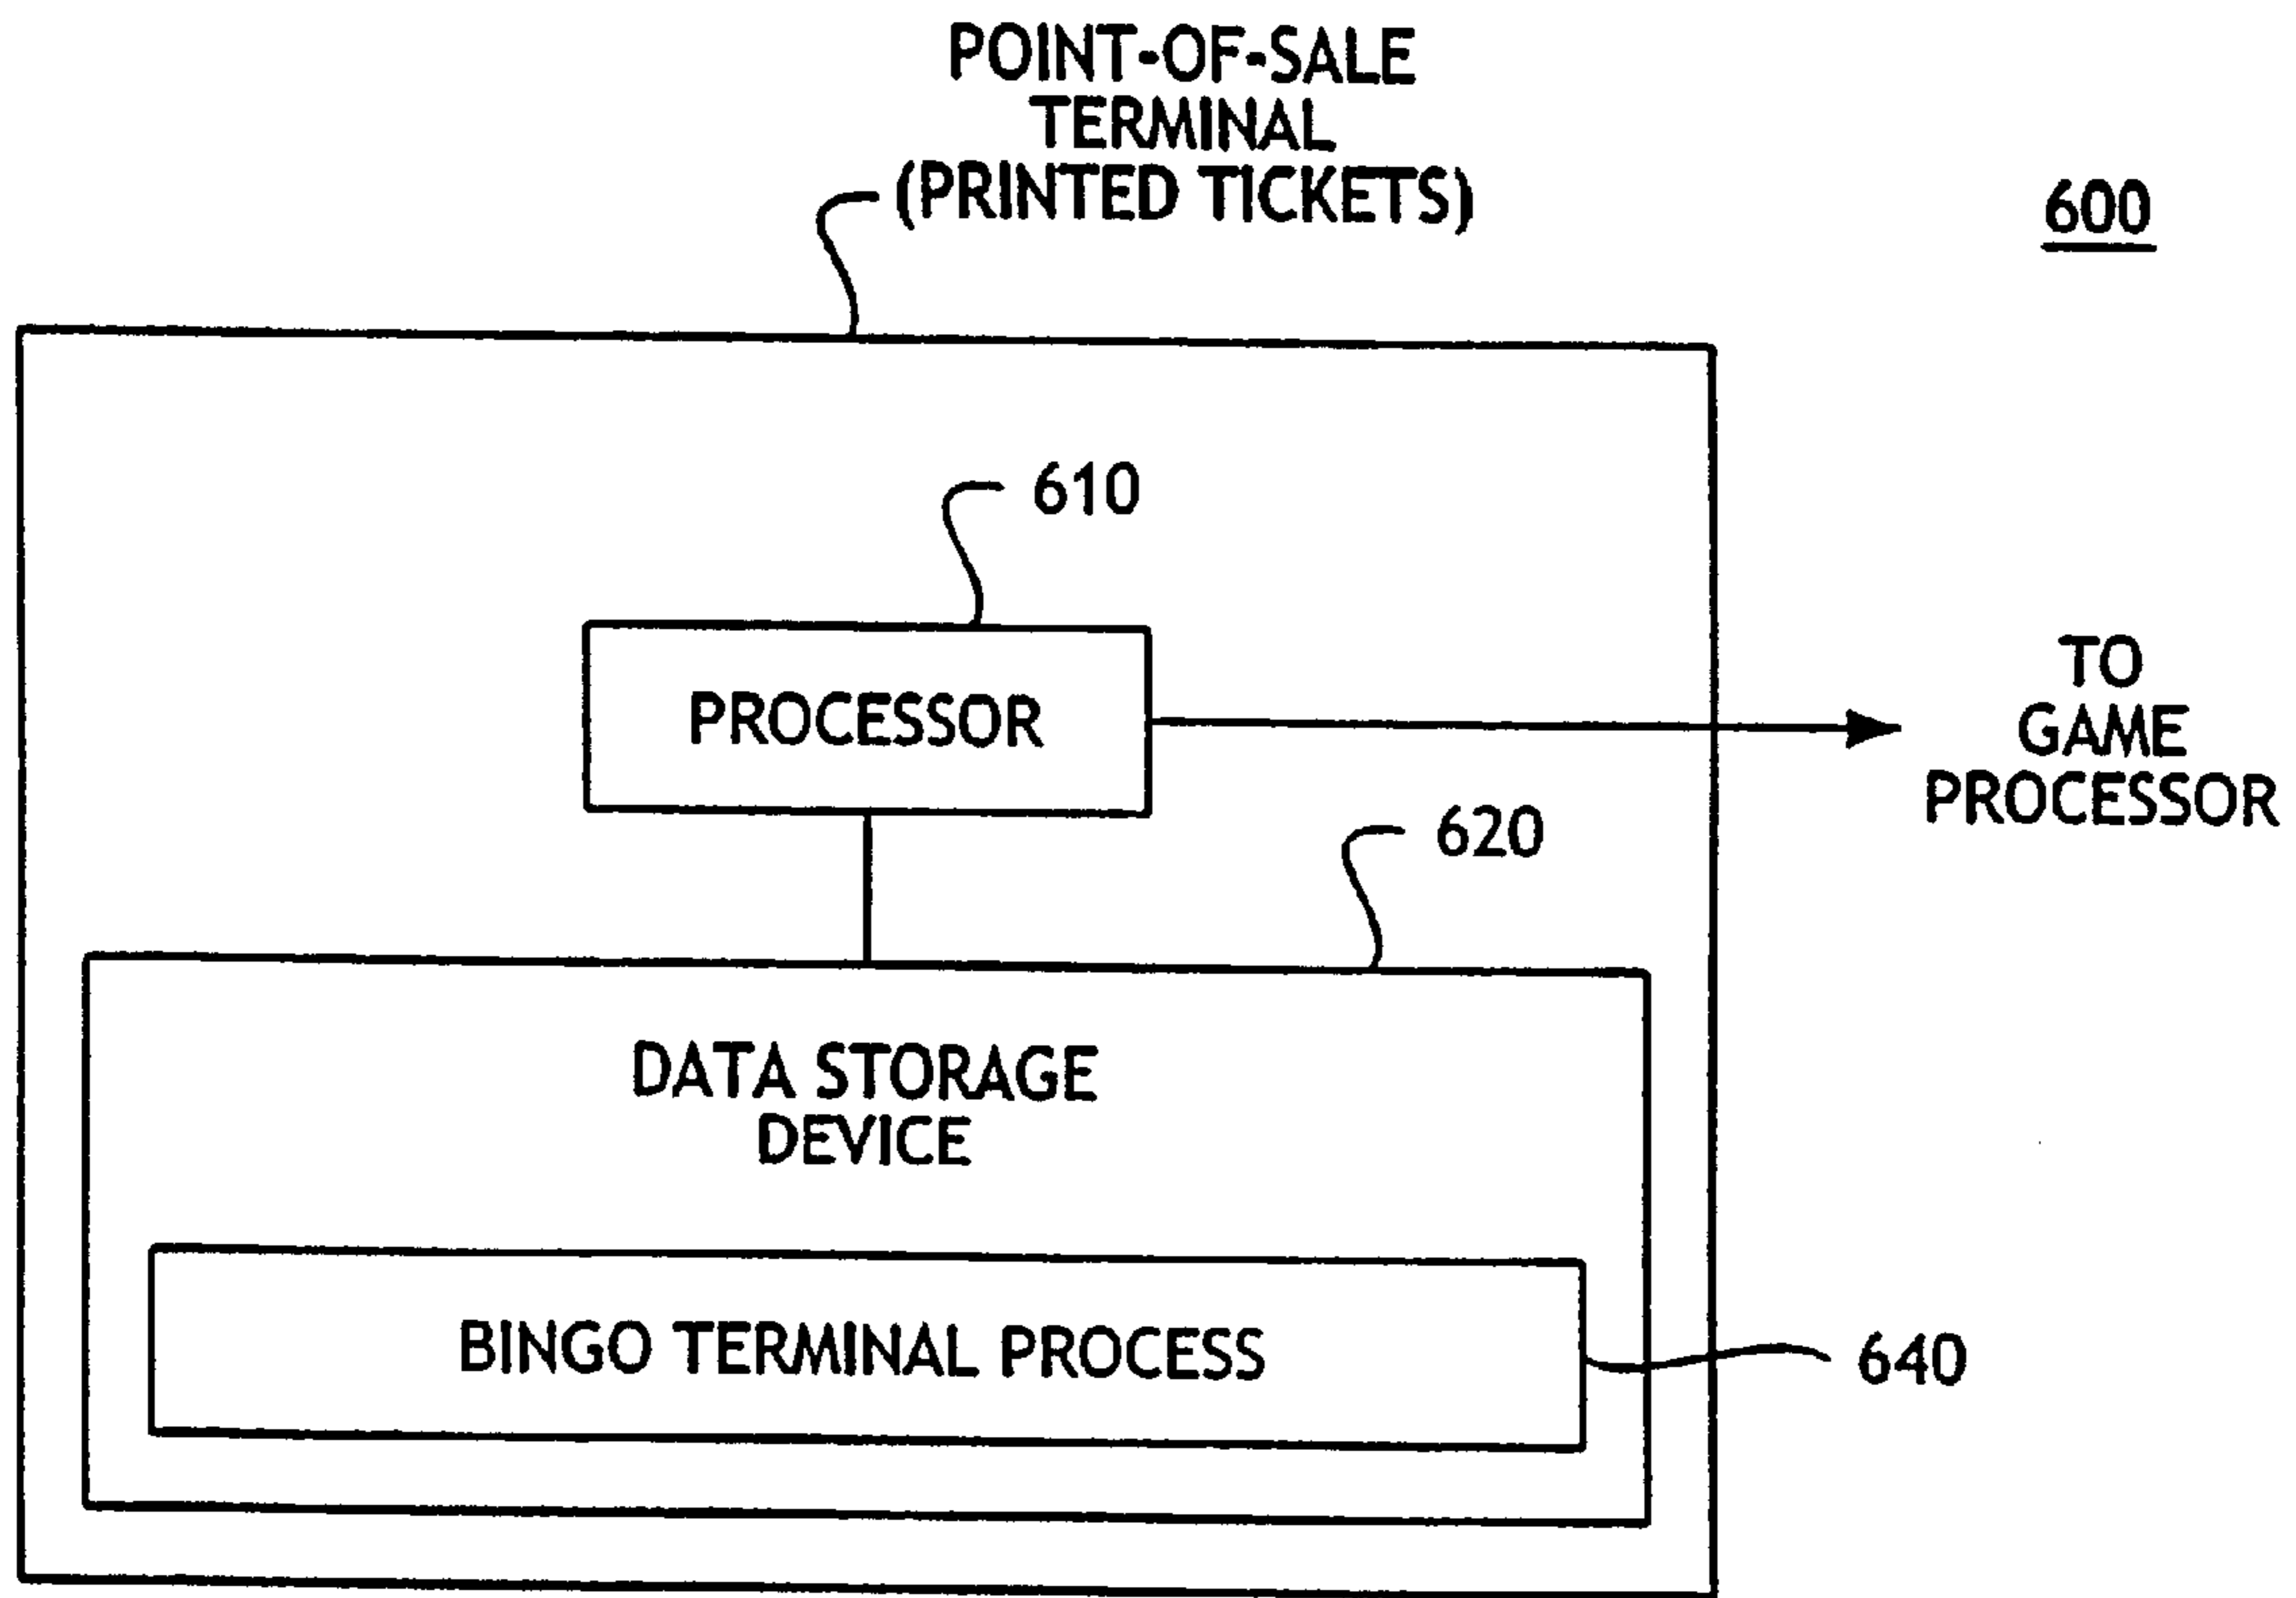 POINT-OF-SALE
TERMINAL
(PRINTED TICKETS)
600
610
PROCESSOR
TO
GAME
PROCESSOR
620
DATA STORAGE
DEVICE
BINGO TERMINAL PROCESS
640